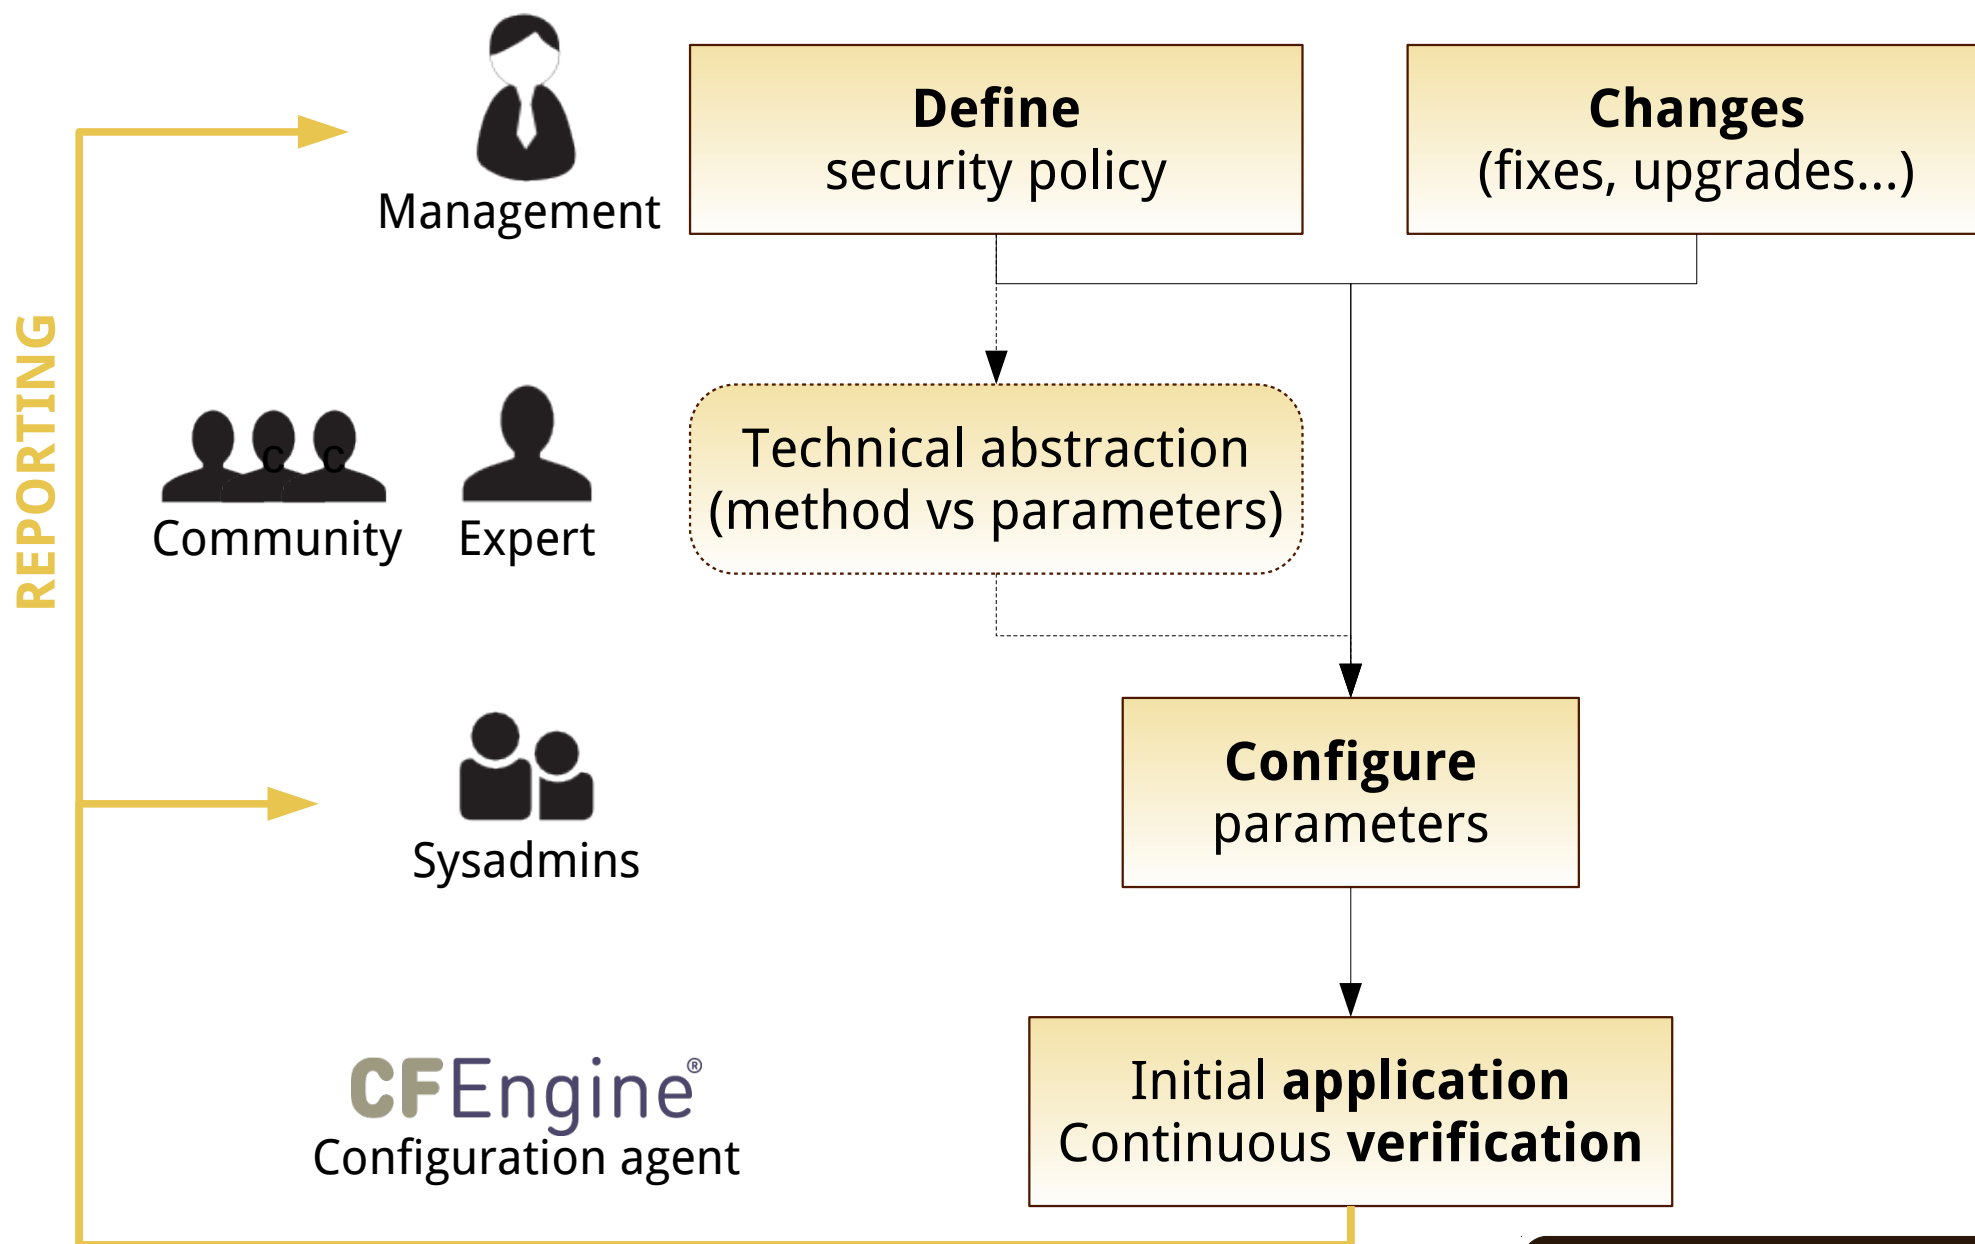 Define
security policy
Changes
(fixes, upgrades...)
Management
REPORTING
Technical abstraction
(method vs parameters)
C
C
Community
Expert
Configure
parameters
Sysadmins
Initial application
Continuous verification
CFEngine®
Configuration agent